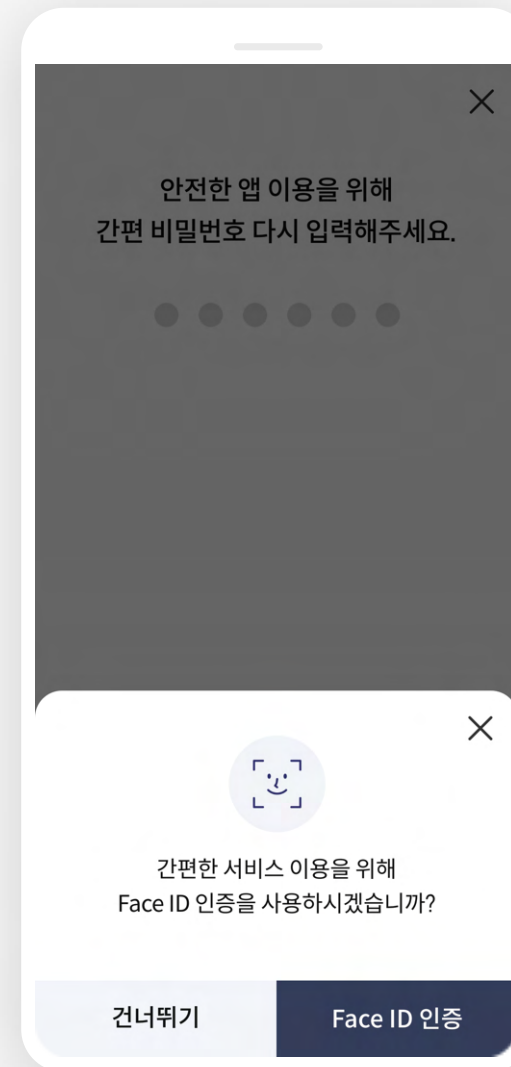 안전한 앱 이용을 위해
간편 비밀번호 다시 입력해주세요.
간편한 서비스 이용을 위해
Face ID 인증을 사용하시겠습니까?
건너뛰기
Face ID 인증